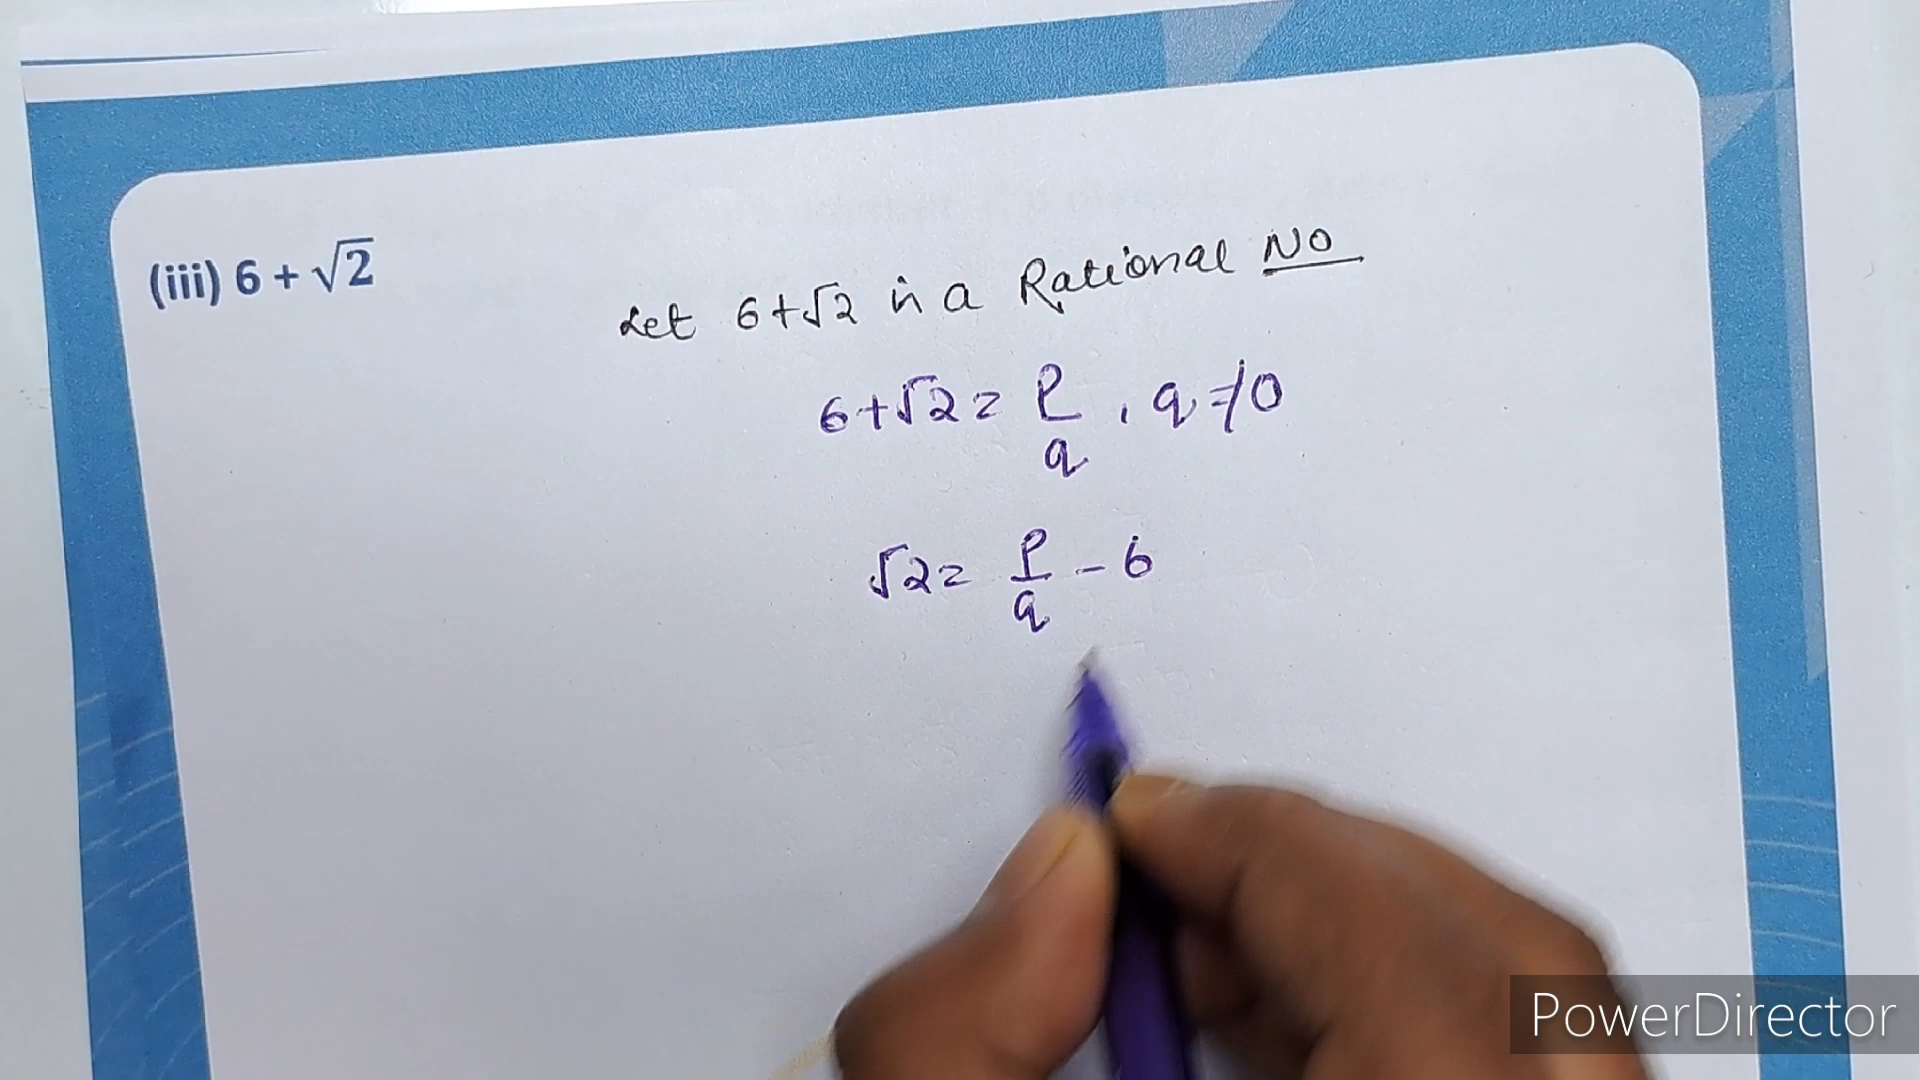 (iii) 6 + √2
Let 6+√2 is a Rational NO
6+√2 = P/q , q ≠ 0
√2 = P/q - 6
PowerDirector